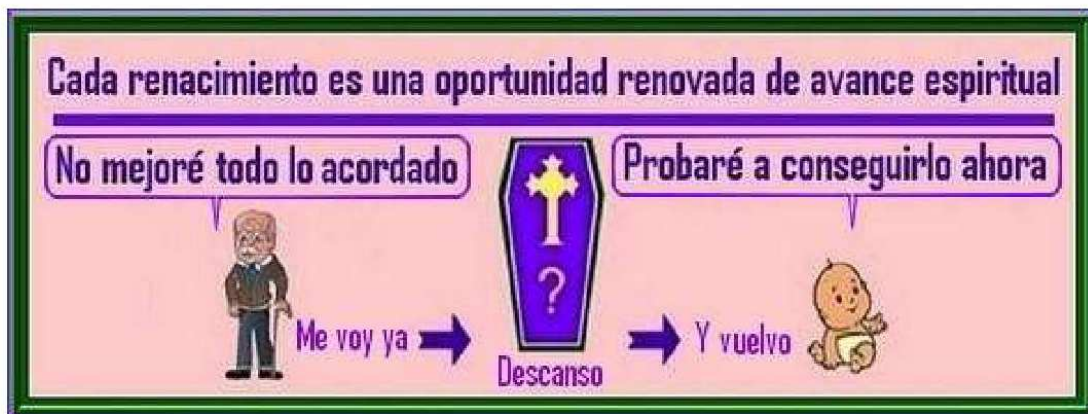 Cada renacimiento es una oportunidad renovada de avance espiritual
No mejoré todo lo acordado
Probaré a conseguirlo ahora
?
Me voy ya
Descanso
Y vuelvo